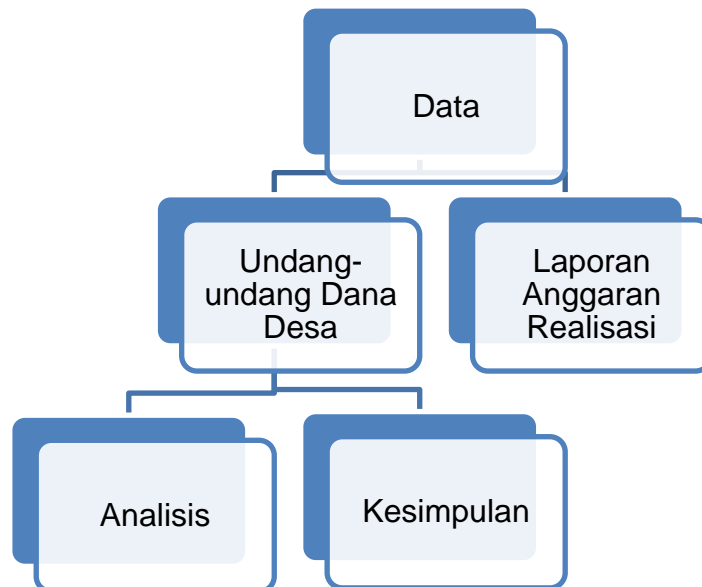 Data
Undang-
undang Dana
Desa
Laporan
Anggaran
Realisasi
Analisis
Kesimpulan